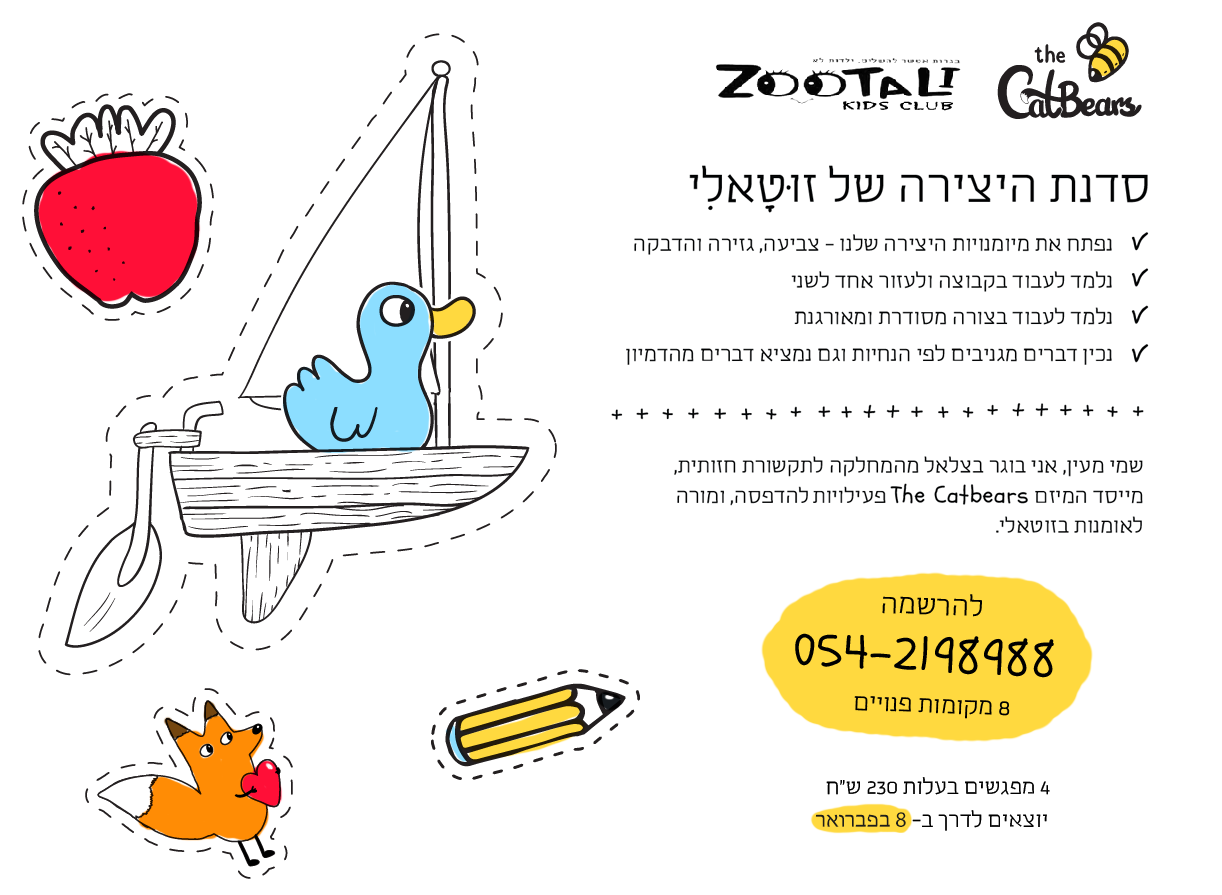 the
CatBears
ZOOTALI
KIDS CLUB
סדנת היצירה של זוּטָאלִי
✓ נפתח את מיומנויות היצירה שלנו - צביעה, גזירה והדבקה
✓ נלמד לעבוד בקבוצה ולעזור אחד לשני
✓ נלמד לעבוד בצורה מסודרת ומאורגנת
✓ נכין דברים מגניבים לפי הנחיות וגם נמציא דברים מהדמיון
+ + + + + + + + + + + + + + + + + + + + + +
שמי מעין, אני בוגר בצלאל מהמחלקה לתקשורת חזותית,
מייסד המיזם The Catbears פעילויות להדפסה, ומורה
לאומנות בזוטאלי.
להרשמה
054-2198988
8 מקומות פנויים
4 מפגשים בעלות 230 ש"ח
יוצאים לדרך ב- 8 בפברואר